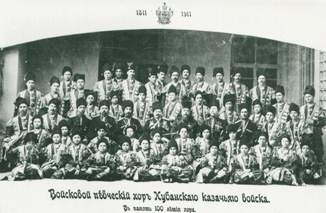 1811 1911
Войсковой пѣвческій хоръ Кубанскаго казачьяго войска.
Въ память 100 лѣтія хора.